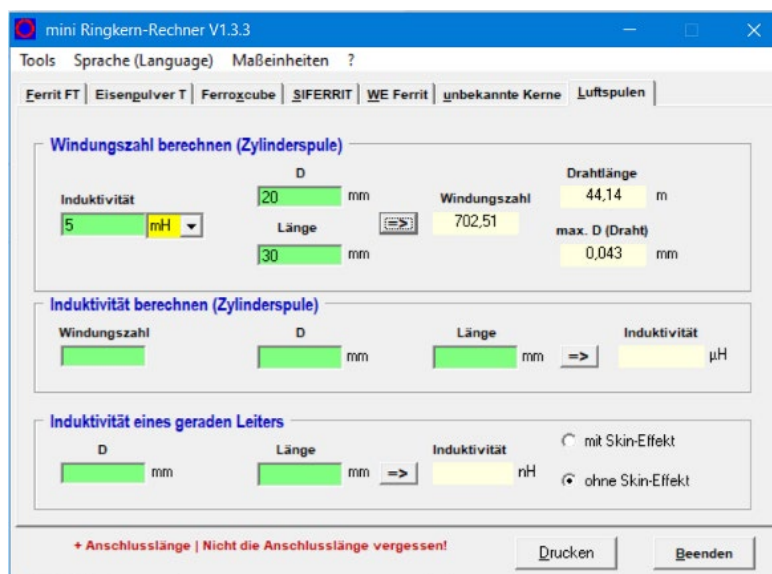 mini Ringkern-Rechner V1.3.3
Tools Sprache (Language) Maßeinheiten ?
Ferrit FT Eisenpulver T Ferroxcube SIFERRIT WE Ferrit unbekannte Kerne Luftspulen
Windungszahl berechnen (Zylinderspule)
D Drahtlänge
Induktivität 20 mm Windungszahl 44,14 m
5 mH Länge => 702,51 max. D (Draht)
30 mm 0,043 mm
Induktivität berechnen (Zylinderspule)
Windungszahl D Länge Induktivität
mm mm => µH
Induktivität eines geraden Leiters
D Länge Induktivität mit Skin-Effekt
mm mm => nH ohne Skin-Effekt
+ Anschlusslänge | Nicht die Anschlusslänge vergessen! Drucken Beenden